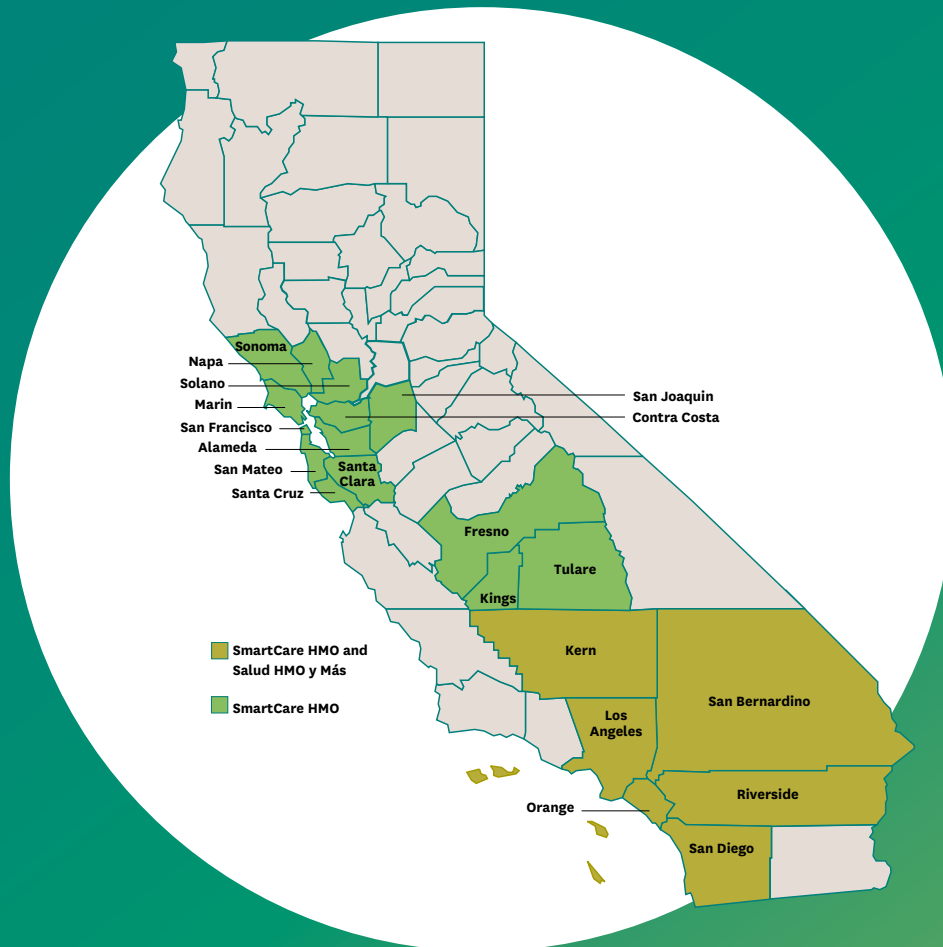 Sonoma
Napa
Solano
Marin
San Francisco
Alameda
San Mateo
Santa Cruz
Santa
Clara
San Joaquin
Contra Costa
Fresno
Tulare
Kings
Kern
San Bernardino
Los
Angeles
Riverside
Orange
San Diego
SmartCare HMO and
Salud HMO y Más
SmartCare HMO